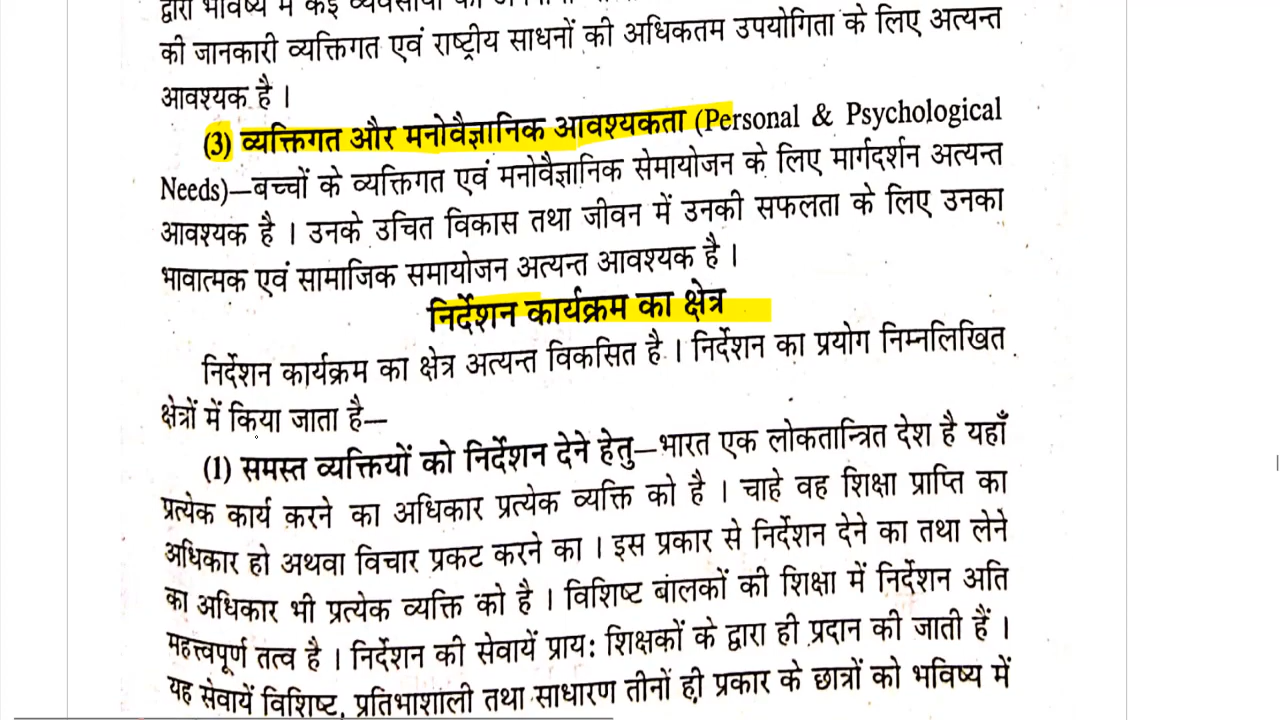 द्वारा भविष्य में कई व्यवसायों
की जानकारी व्यक्तिगत एवं राष्ट्रीय साधनों की अधिकतम उपयोगिता के लिए अत्यन्त
आवश्यक है ।
(3) व्यक्तिगत और मनोवैज्ञानिक आवश्यकता (Personal & Psychological
Needs)—बच्चों के व्यक्तिगत एवं मनोवैज्ञानिक सेमायोजन के लिए मार्गदर्शन अत्यन्त
आवश्यक है । उनके उचित विकास तथा जीवन में उनकी सफलता के लिए उनका
भावात्मक एवं सामाजिक समायोजन अत्यन्त आवश्यक है ।
निर्देशन कार्यक्रम का क्षेत्र
निर्देशन कार्यक्रम का क्षेत्र अत्यन्त विकसित है । निर्देशन का प्रयोग निम्नलिखित
क्षेत्रों में किया जाता है—
(1) समस्त व्यक्तियों को निर्देशन देने हेतु—भारत एक लोकतान्त्रित देश है यहाँ
प्रत्येक कार्य करने का अधिकार प्रत्येक व्यक्ति को है । चाहे वह शिक्षा प्राप्ति का
अधिकार हो अथवा विचार प्रकट करने का । इस प्रकार से निर्देशन देने का तथा लेने
का अधिकार भी प्रत्येक व्यक्ति को है । विशिष्ट बालकों की शिक्षा में निर्देशन अति
महत्त्वपूर्ण तत्व है । निर्देशन की सेवायें प्राय: शिक्षकों के द्वारा ही प्रदान की जाती हैं ।
यह सेवायें विशिष्ट, प्रतिभाशाली तथा साधारण तीनों ही प्रकार के छात्रों को भविष्य में